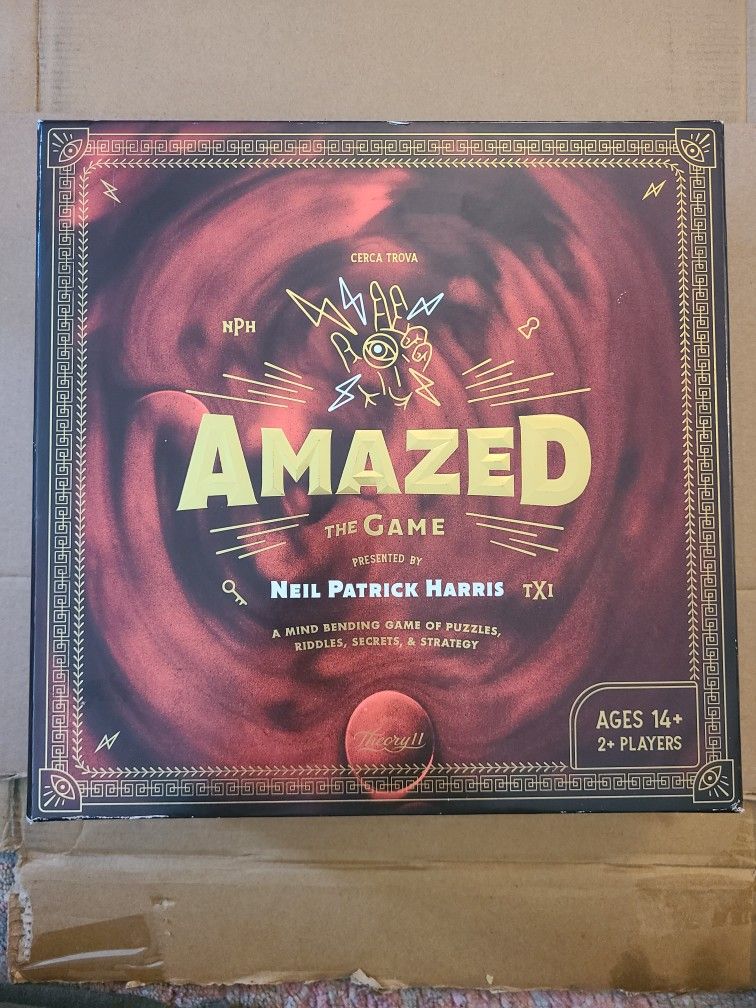 CERCA TROVA
NPH
AMAZED
THE GAME
PRESENTED BY
NEIL PATRICK HARRIS
TXI
A MIND BENDING GAME OF PUZZLES,
RIDDLES, SECRETS, & STRATEGY
Theory11
AGES 14+
2+ PLAYERS